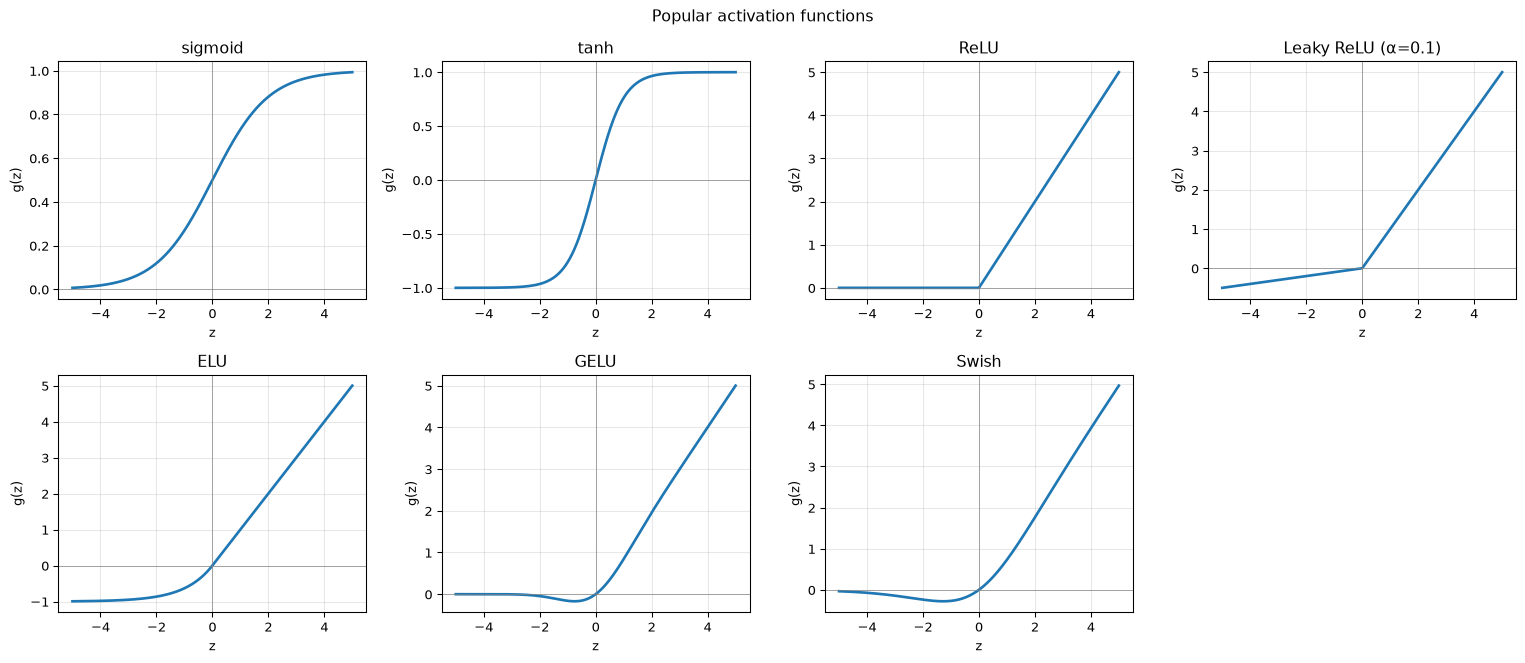 Popular activation functions
sigmoid
g(z)
1.0
0.8
0.6
0.4
0.2
0.0
−4 −2 0 2 4
z
tanh
g(z)
1.0
0.5
0.0
−0.5
−1.0
−4 −2 0 2 4
z
ReLU
g(z)
5
4
3
2
1
0
−4 −2 0 2 4
z
Leaky ReLU (α=0.1)
g(z)
5
4
3
2
1
0
−4 −2 0 2 4
z
ELU
g(z)
5
4
3
2
1
0
−1
−4 −2 0 2 4
z
GELU
g(z)
5
4
3
2
1
0
−4 −2 0 2 4
z
Swish
g(z)
5
4
3
2
1
0
−4 −2 0 2 4
z